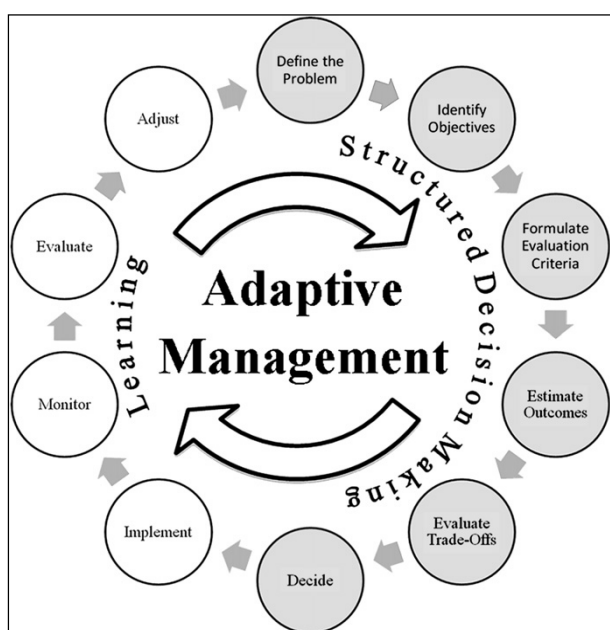 Define the
Problem
Identify
Objectives
Formulate
Evaluation
Criteria
Estimate
Outcomes
Evaluate
Trade-Offs
Decide
Implement
Monitor
Evaluate
Adjust
Structured Decision Making
Learning
Adaptive
Management